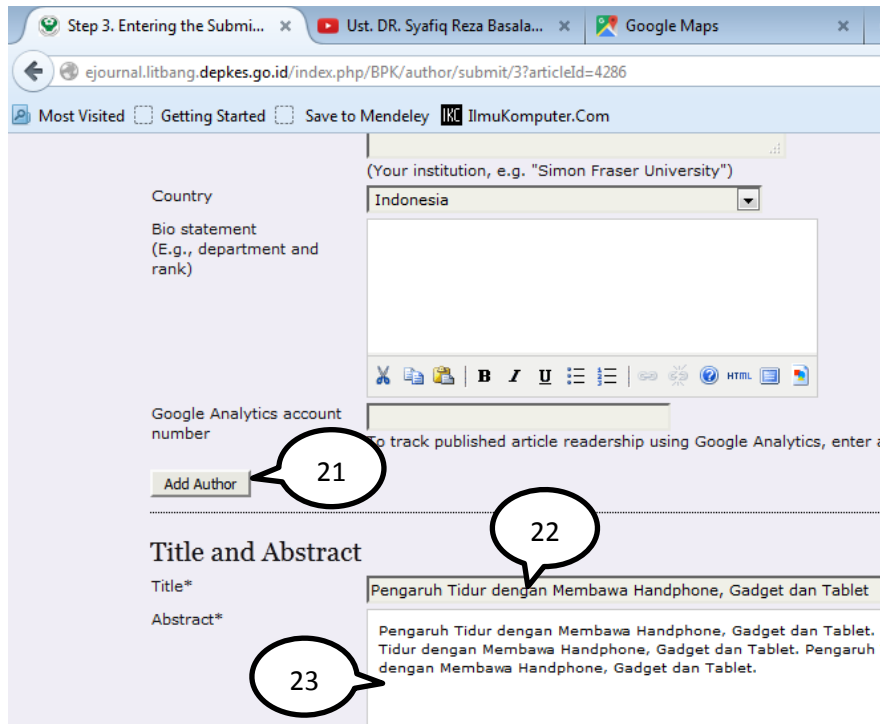 Step 3. Entering the Submi...
Ust. DR. Syafiq Reza Basala...
Google Maps
ejournal.litbang.depkes.go.id/index.php/BPK/author/submit/3?articleId=4286
Most Visited Getting Started Save to Mendeley IKC IlmuKomputer.Com
(Your institution, e.g. "Simon Fraser University")
Country
Indonesia
Bio statement
(E.g., department and
rank)
B I U HTML
Google Analytics account
number
To track published article readership using Google Analytics, enter a
Add Author
21
22
Title and Abstract
Title*
Pengaruh Tidur dengan Membawa Handphone, Gadget dan Tablet
Abstract*
Pengaruh Tidur dengan Membawa Handphone, Gadget dan Tablet.
Tidur dengan Membawa Handphone, Gadget dan Tablet. Pengaruh
dengan Membawa Handphone, Gadget dan Tablet.
23